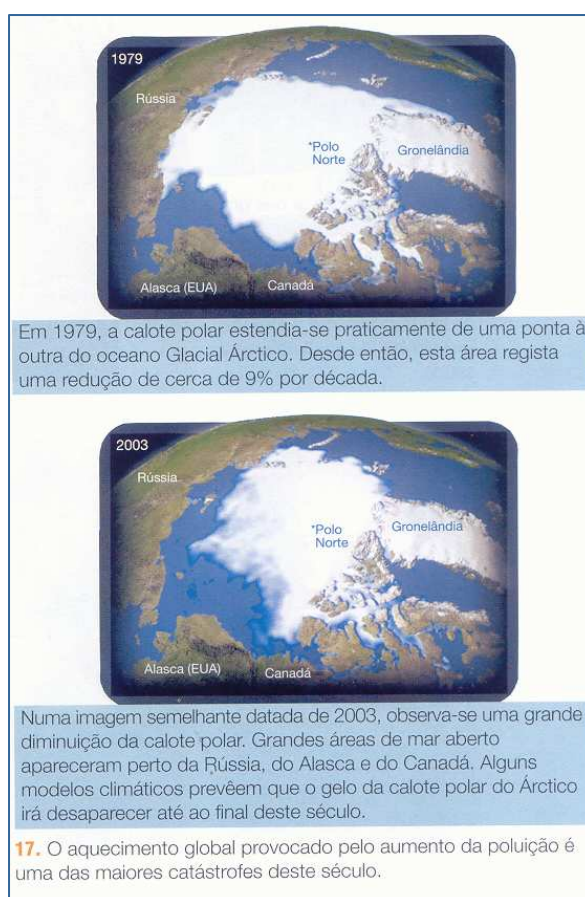 1979
Rússia
*Polo
Norte
Gronelândia
Alasca (EUA)
Canadá
Em 1979, a calote polar estendia-se praticamente de uma ponta à
outra do oceano Glacial Árctico. Desde então, esta área regista
uma redução de cerca de 9% por década.
2003
Rússia
*Polo
Norte
Gronelândia
Alasca (EUA)
Canadá
Numa imagem semelhante datada de 2003, observa-se uma grande
diminuição da calote polar. Grandes áreas de mar aberto
apareceram perto da Rússia, do Alasca e do Canadá. Alguns
modelos climáticos prevêem que o gelo da calote polar do Árctico
irá desaparecer até ao final deste século.
17. O aquecimento global provocado pelo aumento da poluição é
uma das maiores catástrofes deste século.